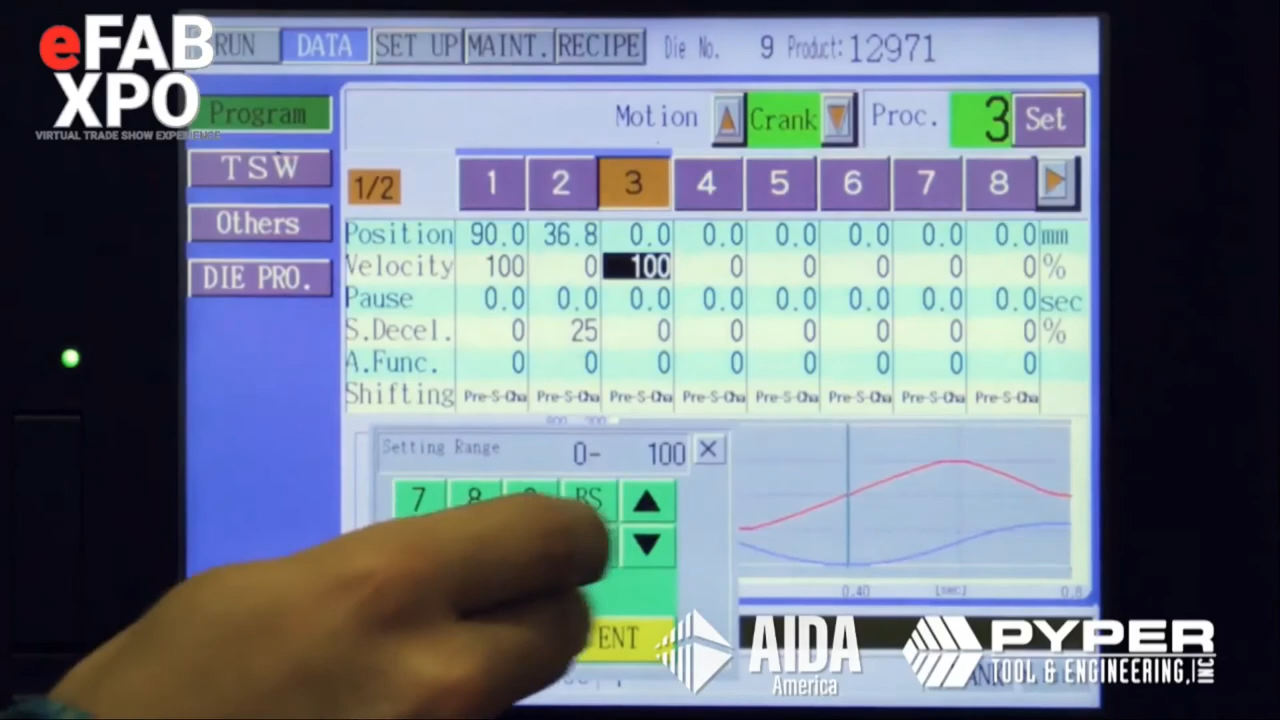 eFAB
XPO
VIRTUAL TRADE SHOW EXPERIENCE
RUN DATA SET UP MAINT. RECIPE Die No. 9 Product: 12971
Program Motion Crank Proc. 3 Set
TSW 1/2 1 2 3 4 5 6 7 8
Others Position 90.0 36.8 0.0 0.0 0.0 0.0 0.0 0.0 mm
Velocity 100 0 100 0 0 0 0 0 %
DIE PRO. Pause 0.0 0.0 0.0 0.0 0.0 0.0 0.0 0.0 sec
S.Decel. 0 25 0 0 0 0 0 0 %
A.Func. 0 0 0 0 0 0 0 0
Shifting Pre-S-Cha Pre-S-Cha Pre-S-Cha Pre-S-Cha Pre-S-Cha Pre-S-Cha Pre-S-Cha Pre-S-Cha
Setting Range 0- 100
7 8 9 BS
0.40 [sec] 0.8
ENT
AIDA
America
PYPER
TOOL & ENGINEERING, INC